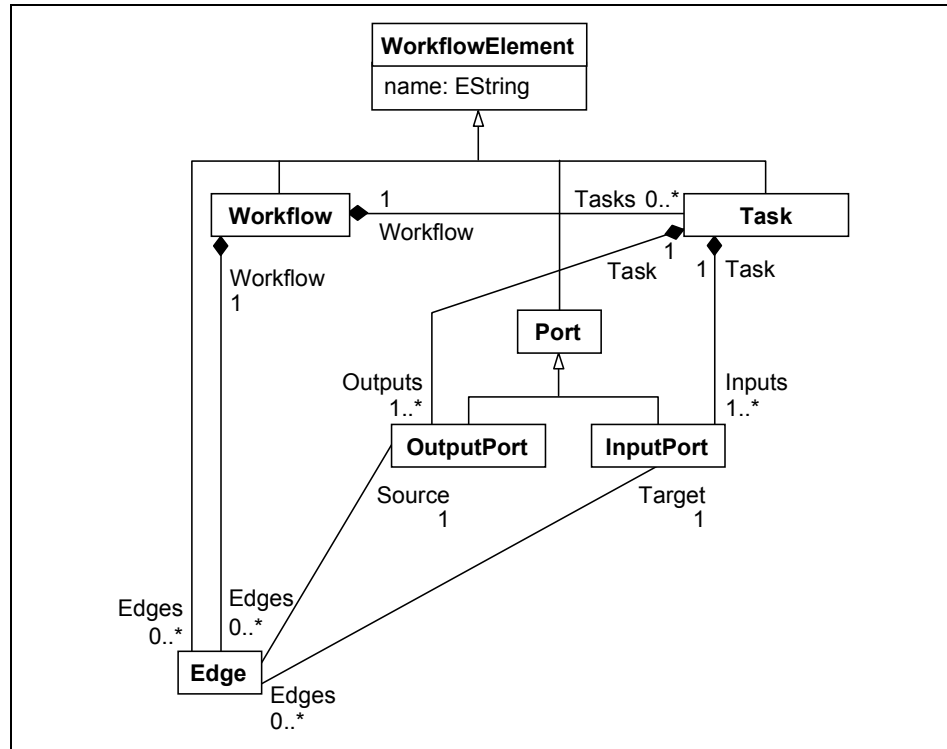 WorkflowElement
name: EString
1
Tasks 0..*
Workflow
Workflow
Task
Workflow
1
1
Task
1
Task
Port
Outputs
1..*
Inputs
1..*
OutputPort
InputPort
Source
1
Target
1
Edges
0..*
Edges
0..*
Edge
Edges
0..*